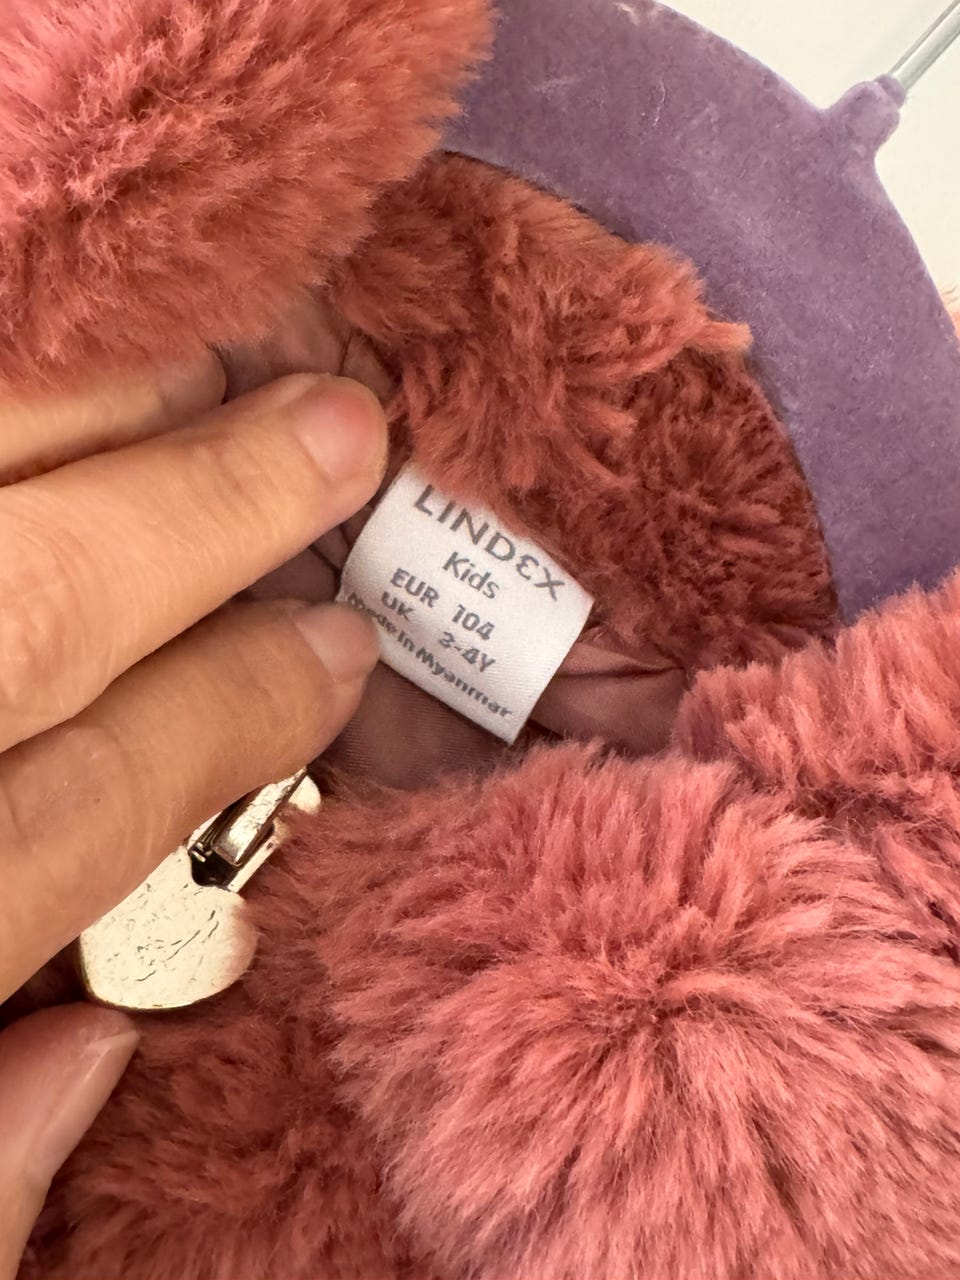 LINDEX
Kids
EUR 104
UK 3-4Y
Made in Myanmar